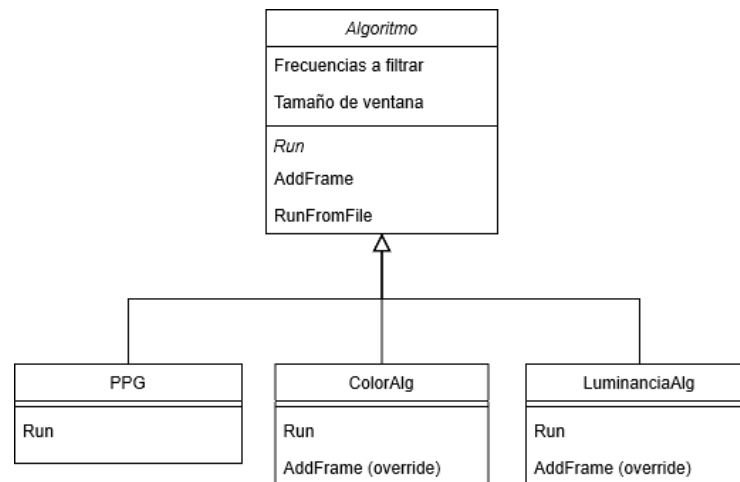 Algoritmo
Frecuencias a filtrar
Tamaño de ventana
Run
AddFrame
RunFromFile
PPG
Run
ColorAlg
Run
AddFrame (override)
LuminanciaAlg
Run
AddFrame (override)